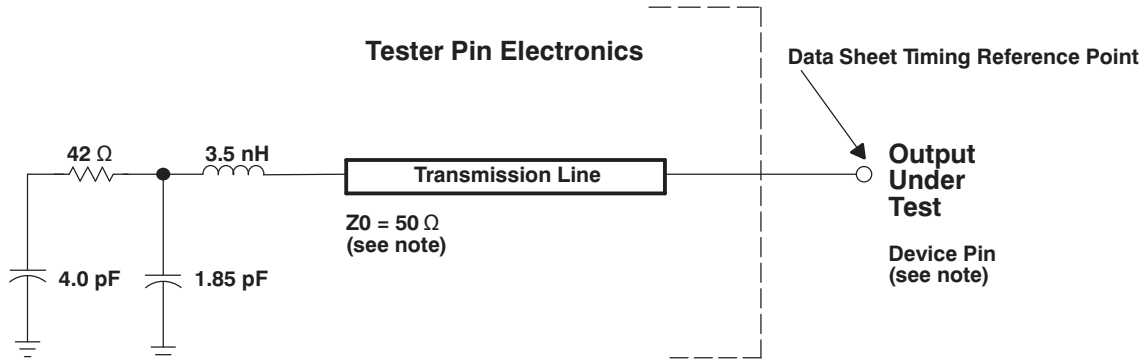 Tester Pin Electronics
Data Sheet Timing Reference Point
42 Ω
3.5 nH
Transmission Line
Output
Under
Test
Z0 = 50 Ω
(see note)
Device Pin
(see note)
4.0 pF
1.85 pF